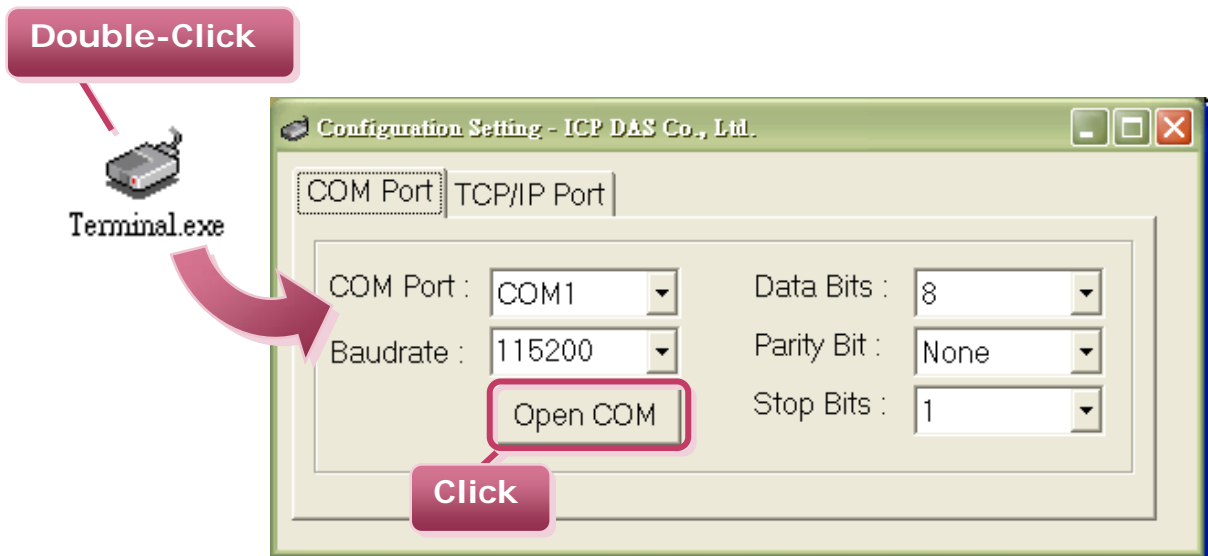 Double-Click
Terminal.exe
Configuration Setting - ICP DAS Co., Ltd.
COM Port
TCP/IP Port
COM Port :
COM1
Data Bits :
8
Baudrate :
115200
Parity Bit :
None
Open COM
Stop Bits :
1
Click